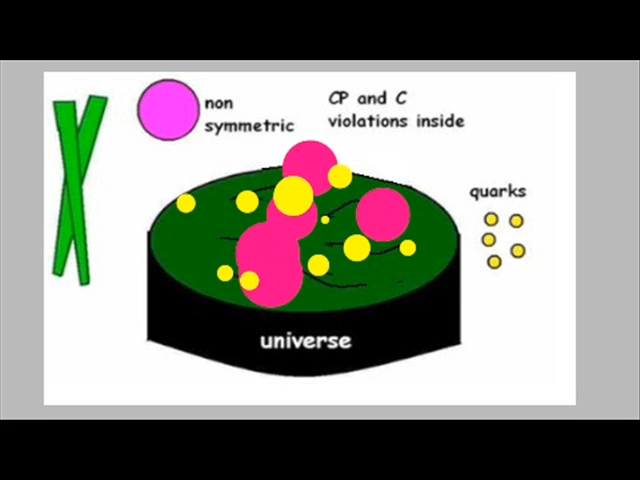 non
symmetric
CP and C
violations inside
quarks
universe